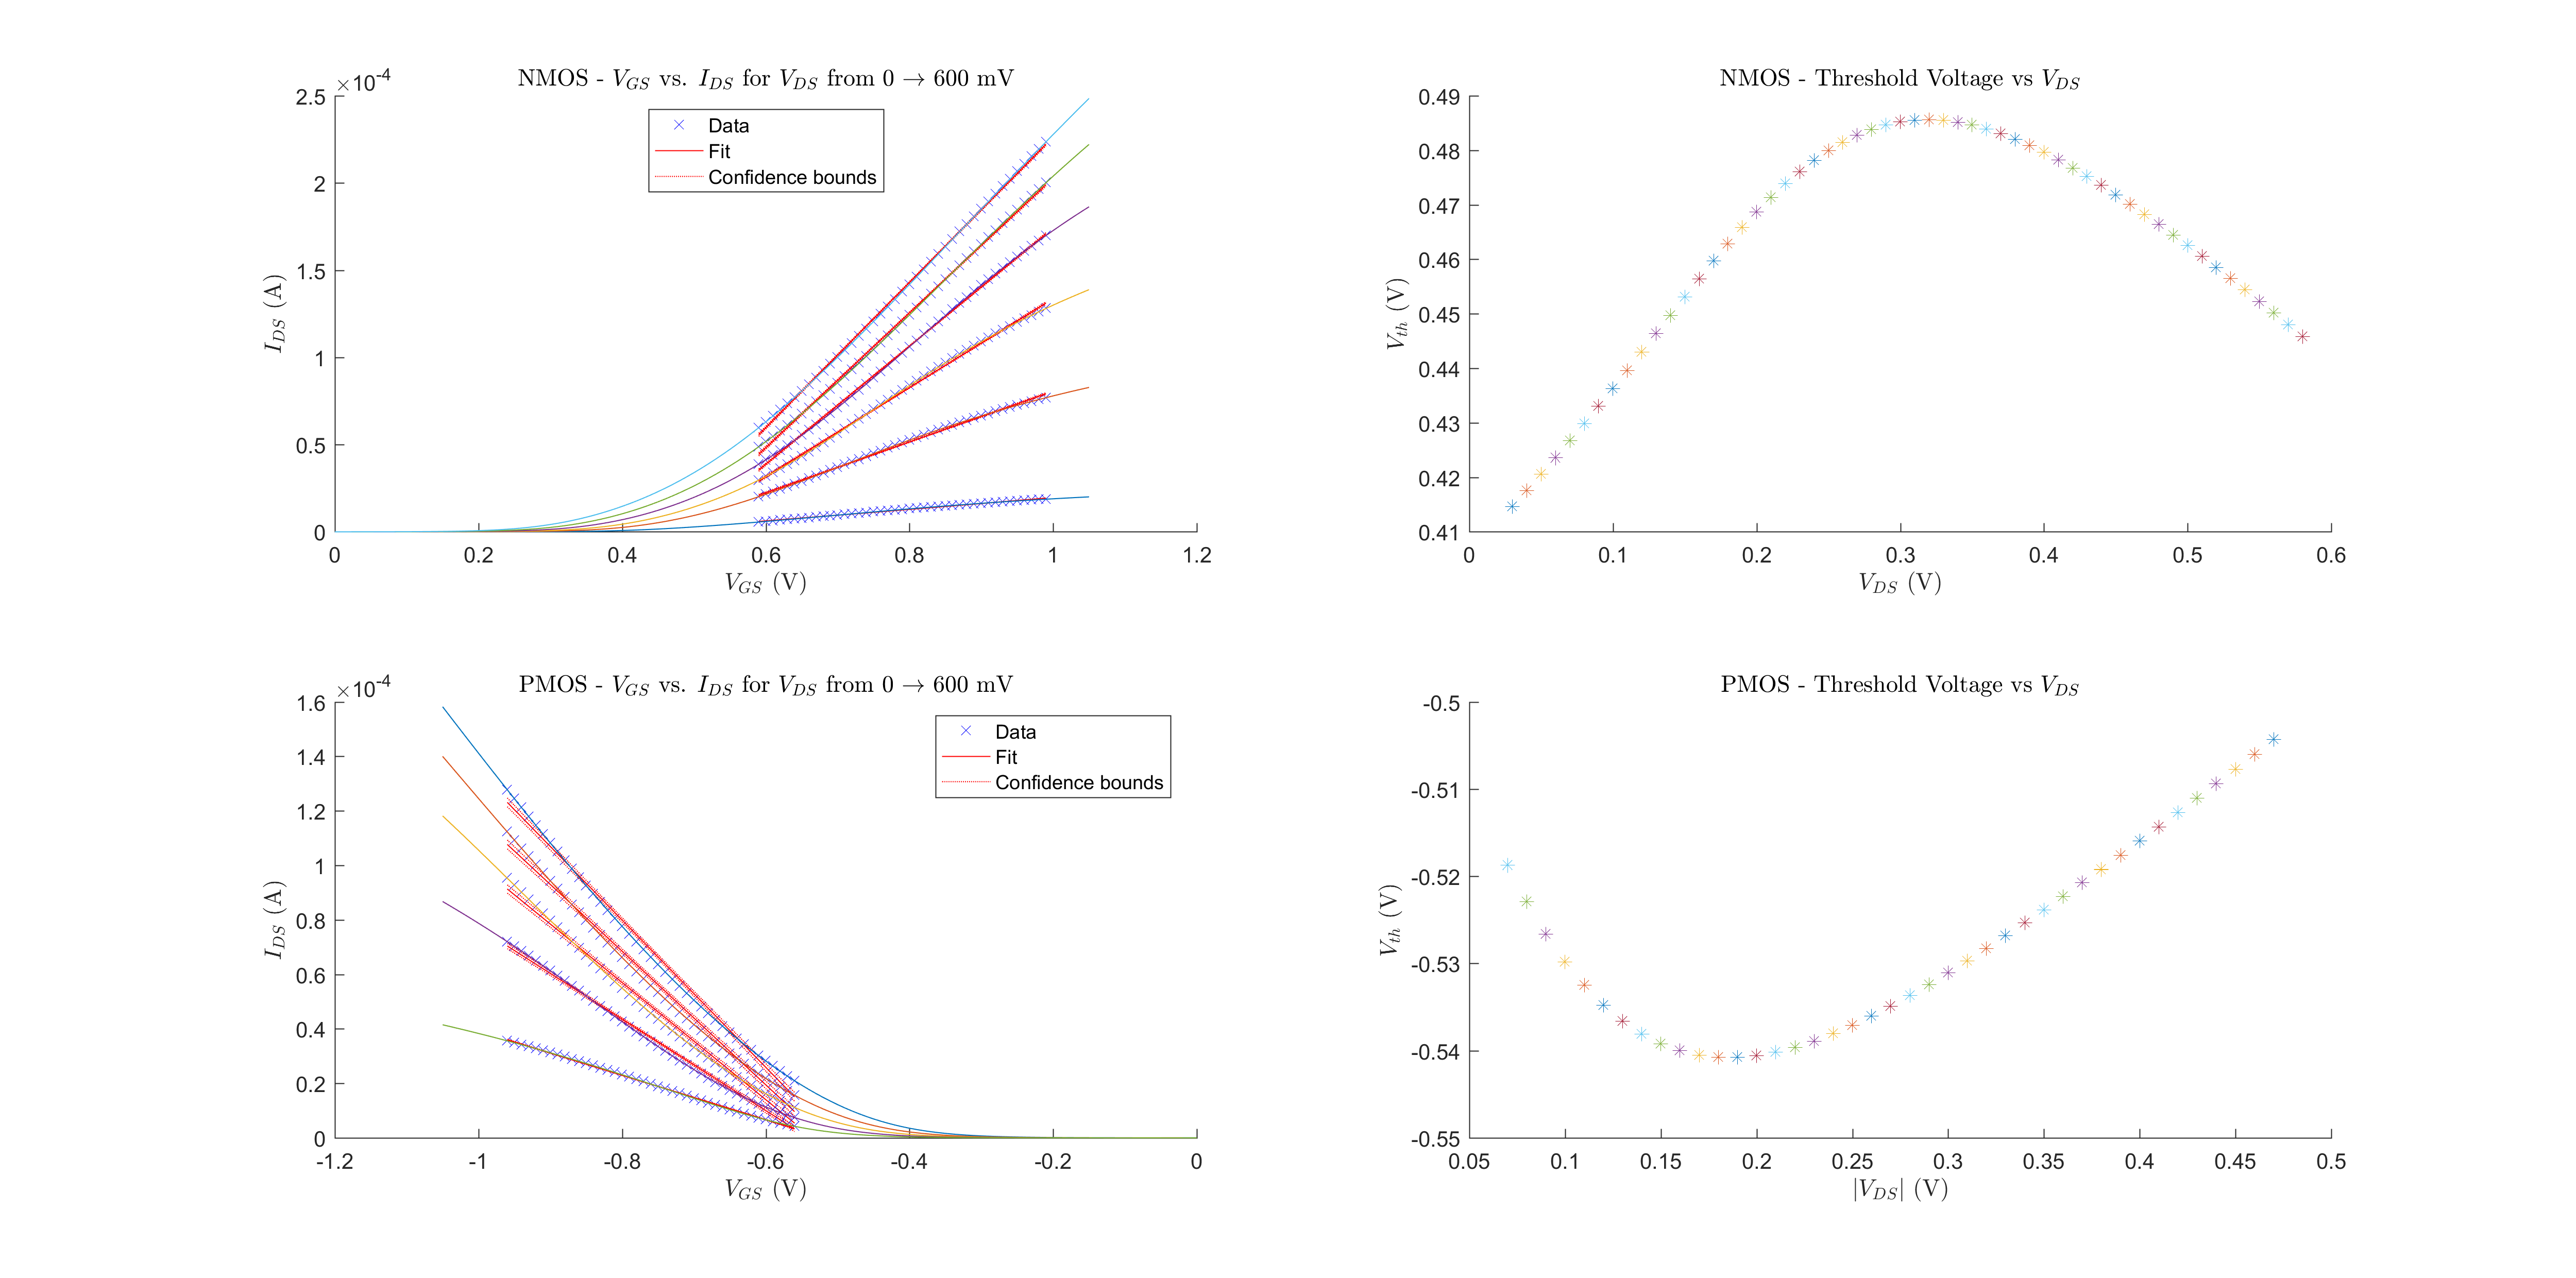 NMOS - V_GS vs. I_DS for V_DS from 0 → 600 mV
×10^-4
2.5
2
1.5
1
0.5
0
I_DS (A)
Data
Fit
Confidence bounds
0 0.2 0.4 0.6 0.8 1 1.2
V_GS (V)
NMOS - Threshold Voltage vs V_DS
0.49
0.48
0.47
0.46
0.45
0.44
0.43
0.42
0.41
V_th (V)
0 0.1 0.2 0.3 0.4 0.5 0.6
V_DS (V)
PMOS - V_GS vs. I_DS for V_DS from 0 → 600 mV
×10^-4
1.6
1.4
1.2
1
0.8
0.6
0.4
0.2
0
I_DS (A)
Data
Fit
Confidence bounds
-1.2 -1 -0.8 -0.6 -0.4 -0.2 0
V_GS (V)
PMOS - Threshold Voltage vs V_DS
-0.5
-0.51
-0.52
-0.53
-0.54
-0.55
V_th (V)
0.05 0.1 0.15 0.2 0.25 0.3 0.35 0.4 0.45 0.5
|V_DS| (V)